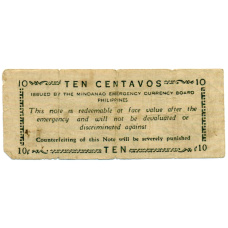 10 TEN CENTAVOS 10
ISSUED BY THE MINDANAO EMERGENCY CURRENCY BOARD
PHILIPPINES
This note is redeemable at face value after the
emergency and will not be devaluated or
discriminated against
Counterfeiting of this Note will be severely punished
10¢ TEN ¢10